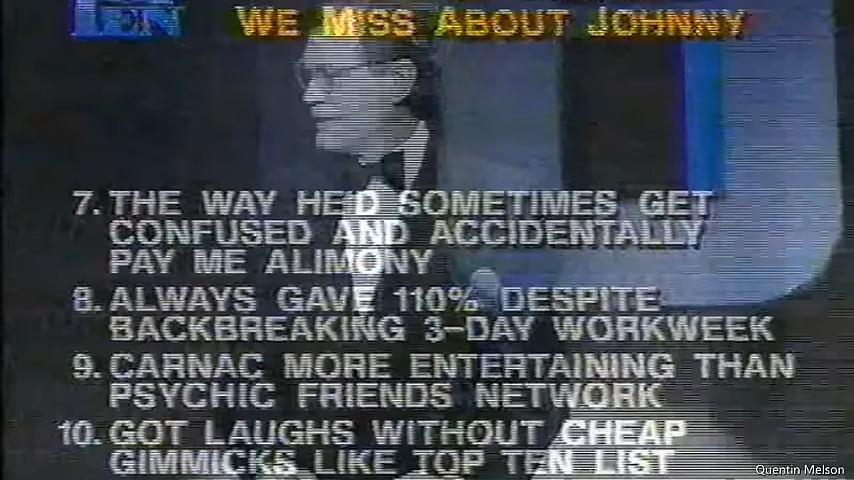 TEN
WE MISS ABOUT JOHNNY
7. THE WAY HE'D SOMETIMES GET
CONFUSED AND ACCIDENTALLY
PAY ME ALIMONY
8. ALWAYS GAVE 110% DESPITE
BACKBREAKING 3-DAY WORKWEEK
9. CARNAC MORE ENTERTAINING THAN
PSYCHIC FRIENDS NETWORK
10. GOT LAUGHS WITHOUT CHEAP
GIMMICKS LIKE TOP TEN LIST
Quentin Melson